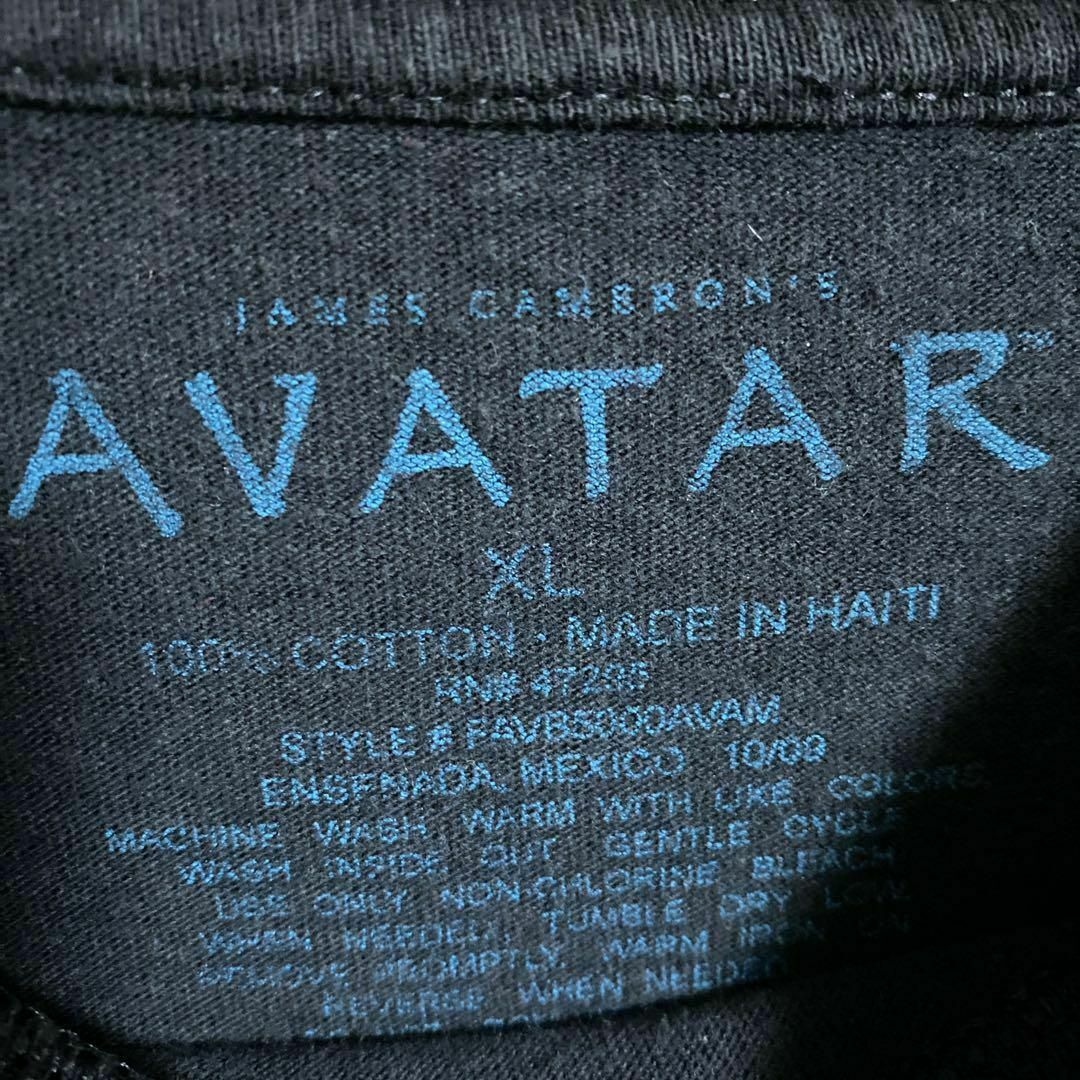 JAMES CAMERON'S
AVATAR™
XL
100% COTTON · MADE IN HAITI
RN# 47295
STYLE # FAVB5000AVAM
ENSENADA, MEXICO 10/09
MACHINE WASH WARM WITH LIKE COLORS
WASH INSIDE OUT GENTLE CYCLE
USE ONLY NON-CHLORINE BLEACH
WHEN NEEDED, TUMBLE DRY LOW,
REMOVE PROMPTLY, WARM IRON ON
REVERSE WHEN NEEDED